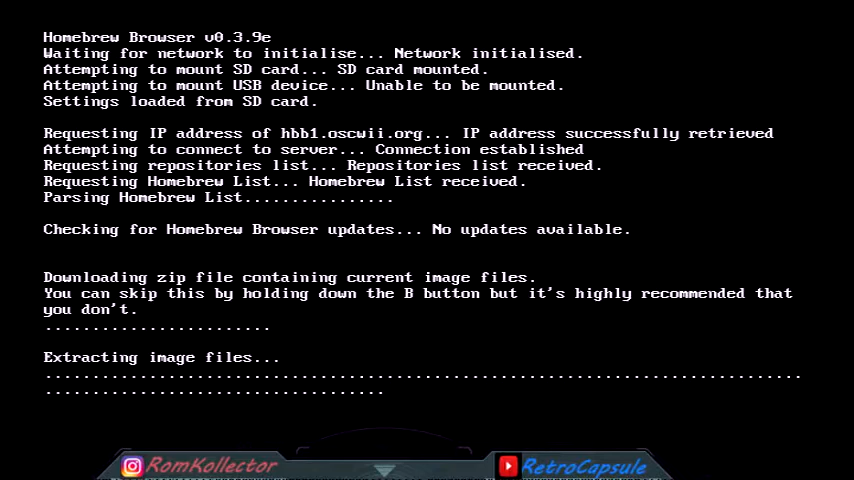 Homebrew Browser v0.3.9e
Waiting for network to initialise... Network initialised.
Attempting to mount SD card... SD card mounted.
Attempting to mount USB device... Unable to be mounted.
Settings loaded from SD card.
Requesting IP address of hbb1.oscwii.org... IP address successfully retrieved
Attempting to connect to server... Connection established
Requesting repositories list... Repositories list received.
Requesting Homebrew List... Homebrew List received.
Parsing Homebrew List................
Checking for Homebrew Browser updates... No updates available.
Downloading zip file containing current image files.
You can skip this by holding down the B button but it's highly recommended that
you don't.
........................
Extracting image files...
................................................................................
....................................
RomKollector RetroCapsule